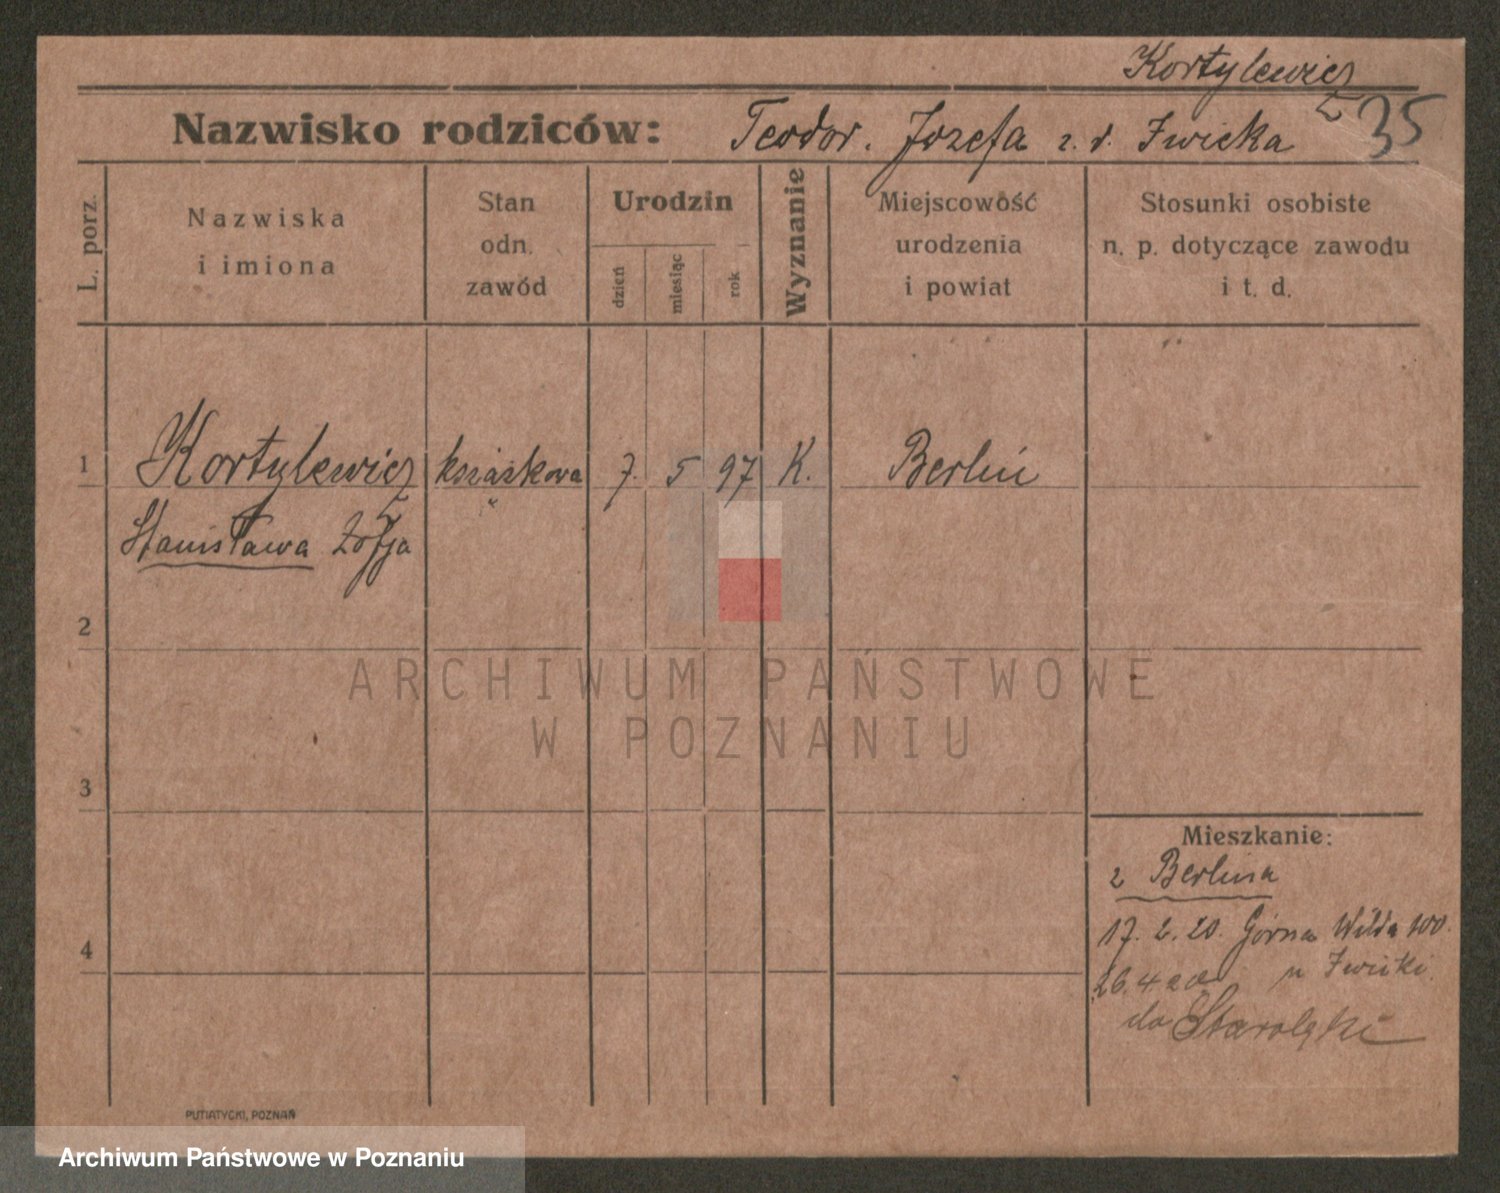 Kortylewicz
Nazwisko rodziców: Teodor. Józefa z. d. Żwicka 35
L. porz.
Nazwiska
i imiona
Stan
odn.
zawód
Urodzin
dzień
miesiąc
rok
Wyznanie
Miejscowość
urodzenia
i powiat
Stosunki osobiste
n. p. dotyczące zawodu
i t. d.
1 Kortylewicz książkowa 7. 5 97 K. Berlin
Stanisława Zofja
2
3
4
Mieszkanie:
z Berlina
17. 2. 20. Górna Wilda 100.
26. 4 20 u
do Starołęki
PUTIATYCKI, POZNAŃ
ARCHIWUM PAŃSTWOWE
W POZNANIU
Archiwum Państwowe w Poznaniu